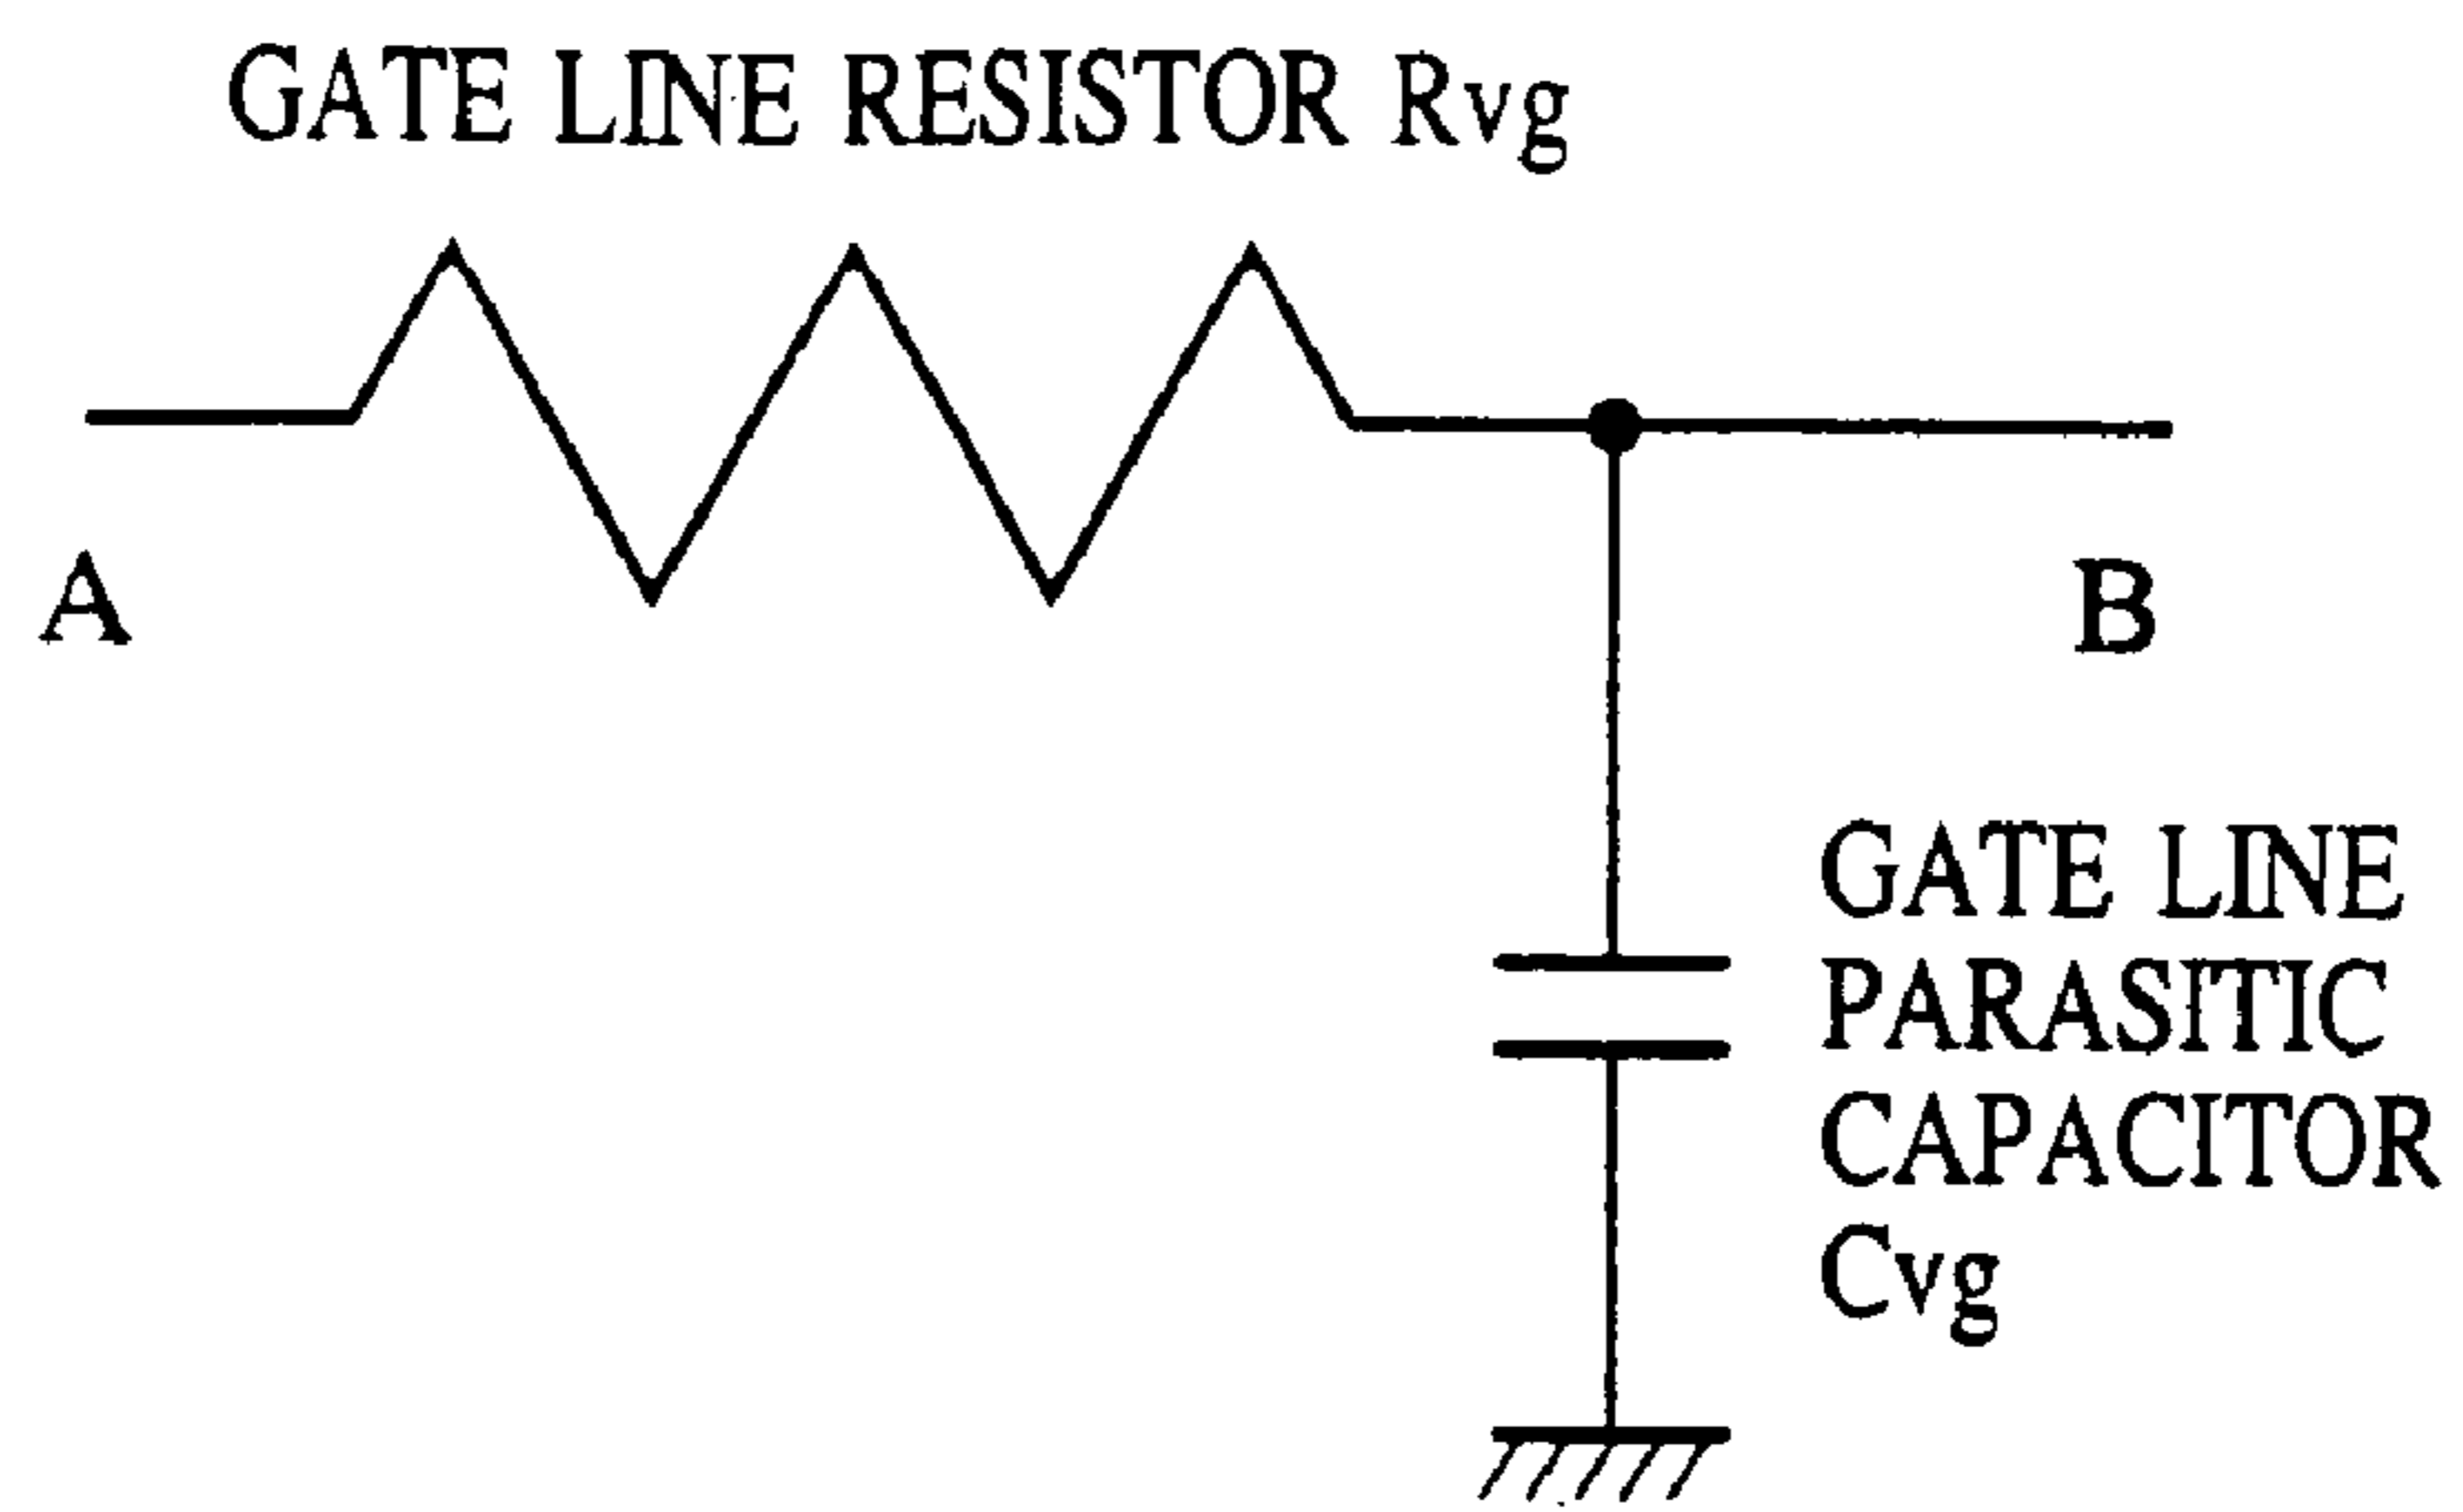 GATE LINE RESISTOR Rvg
A
B
GATE LINE
PARASITIC
CAPACITOR
Cvg